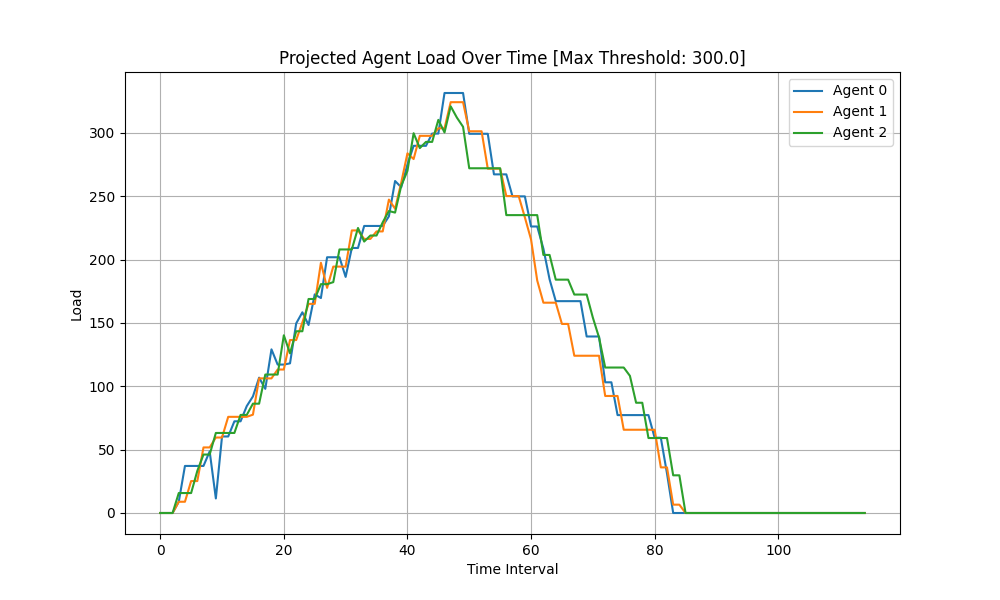 Projected Agent Load Over Time [Max Threshold: 300.0]
Agent 0
Agent 1
Agent 2
300
250
200
150
100
50
0
Load
0 20 40 60 80 100
Time Interval